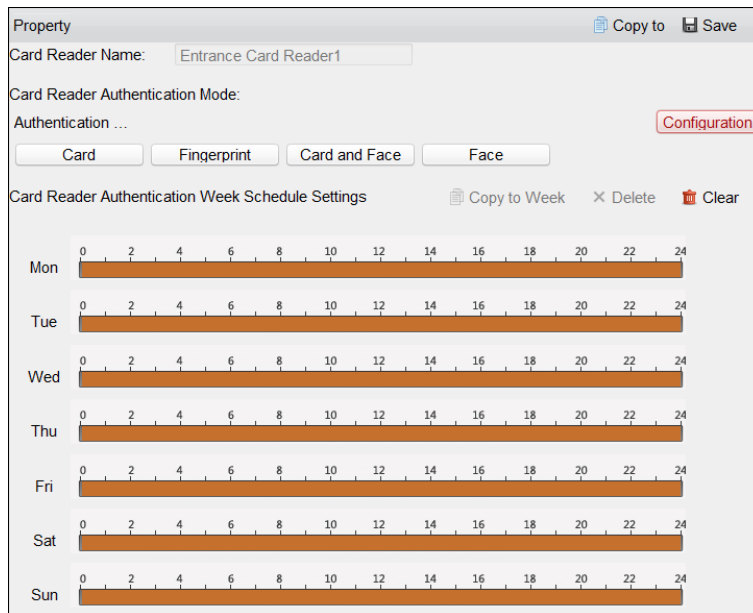 Property Copy to Save
Card Reader Name: Entrance Card Reader1
Card Reader Authentication Mode:
Authentication ... Configuration
Card Fingerprint Card and Face Face
Card Reader Authentication Week Schedule Settings Copy to Week Delete Clear
0 2 4 6 8 10 12 14 16 18 20 22 24
Mon
0 2 4 6 8 10 12 14 16 18 20 22 24
Tue
0 2 4 6 8 10 12 14 16 18 20 22 24
Wed
0 2 4 6 8 10 12 14 16 18 20 22 24
Thu
0 2 4 6 8 10 12 14 16 18 20 22 24
Fri
0 2 4 6 8 10 12 14 16 18 20 22 24
Sat
0 2 4 6 8 10 12 14 16 18 20 22 24
Sun